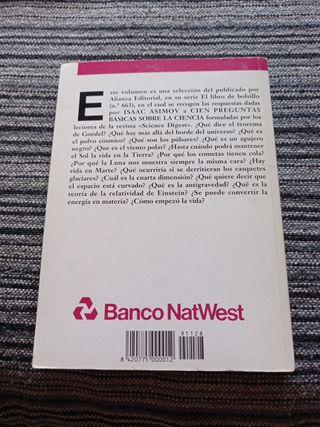 Este volumen es una selección del publicado por
Alianza Editorial, en su serie El libro de bolsillo
(n.º 663), en el cual se recogen las respuestas dadas
por ISAAC ASIMOV a CIEN PREGUNTAS
BÁSICAS SOBRE LA CIENCIA formuladas por los
lectores de la revista «Science Digest». ¿Qué dice el teorema
de Goedel? ¿Qué hay más allá del borde del universo? ¿Qué es
el polvo cósmico? ¿Qué son los púlsares? ¿Qué es un agujero
negro? ¿Qué es el viento polar? ¿Hasta cuándo podrá mantener
el Sol la vida en la Tierra? ¿Por qué los cometas tienen cola?
¿Por qué la Luna nos muestra siempre la misma cara? ¿Hay
vida en Marte? ¿Qué ocurriría si se derritieran los casquetes
glaciares? ¿Cuál es la cuarta dimensión? ¿Qué quiere decir que
el espacio está curvado? ¿Qué es la antigravedad? ¿Qué es la
teoría de la relatividad de Einstein? ¿Se puede convertir la
energía en materia? ¿Cómo empezó la vida?
Banco NatWest
91128
8 420775 000012